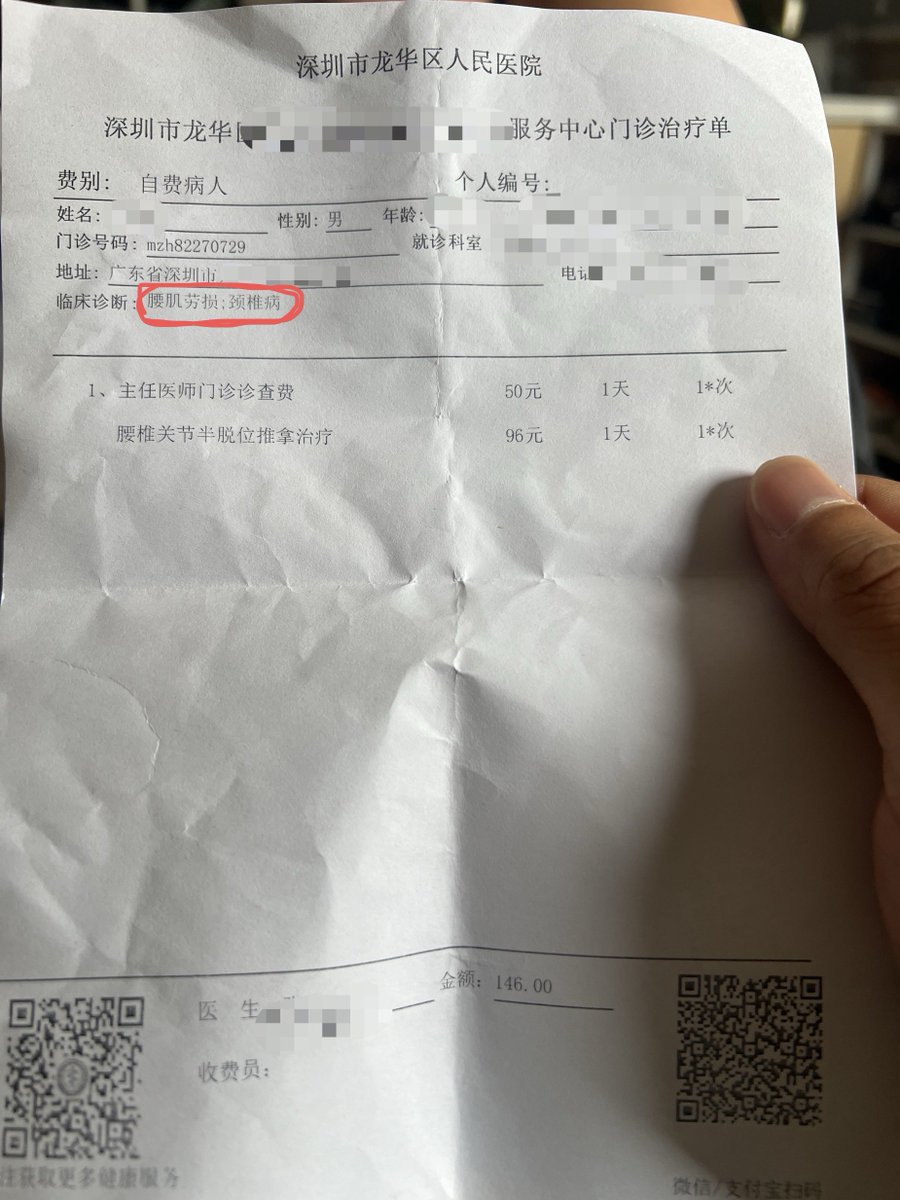 深圳市龙华区人民医院
深圳市龙华 服务中心门诊治疗单
费别: 自费病人 个人编号:
姓名: 性别: 男 年龄:
门诊号码: mzh82270729 就诊科室
地址: 广东省深圳市 电
临床诊断: 腰肌劳损;颈椎病
1、主任医师门诊诊查费 50元 1天 1*次
腰椎关节半脱位推拿治疗 96元 1天 1*次
医 生 金额: 146.00
收费员:
注获取更多健康服务
微信/支付宝扫码